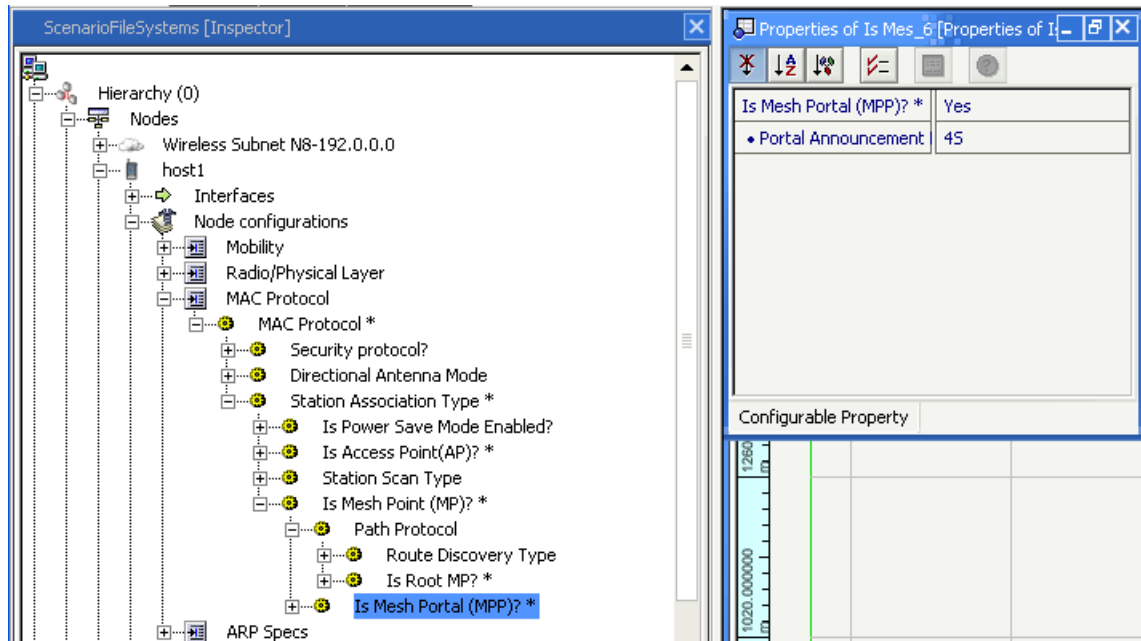 ScenarioFileSystems [Inspector]
Hierarchy (0)
Nodes
Wireless Subnet N8-192.0.0.0
host1
Interfaces
Node configurations
Mobility
Radio/Physical Layer
MAC Protocol
MAC Protocol *
Security protocol?
Directional Antenna Mode
Station Association Type *
Is Power Save Mode Enabled?
Is Access Point(AP)? *
Station Scan Type
Is Mesh Point (MP)? *
Path Protocol
Route Discovery Type
Is Root MP? *
Is Mesh Portal (MPP)? *
ARP Specs
Properties of Is Mes_6 [Properties of I
Is Mesh Portal (MPP)? * Yes
• Portal Announcement 4S
Configurable Property
1260
m
1020.000000
m